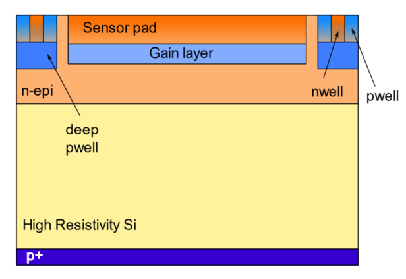 Sensor pad
Gain layer
n-epi
nwell
pwell
deep
pwell
High Resistivity Si
p+